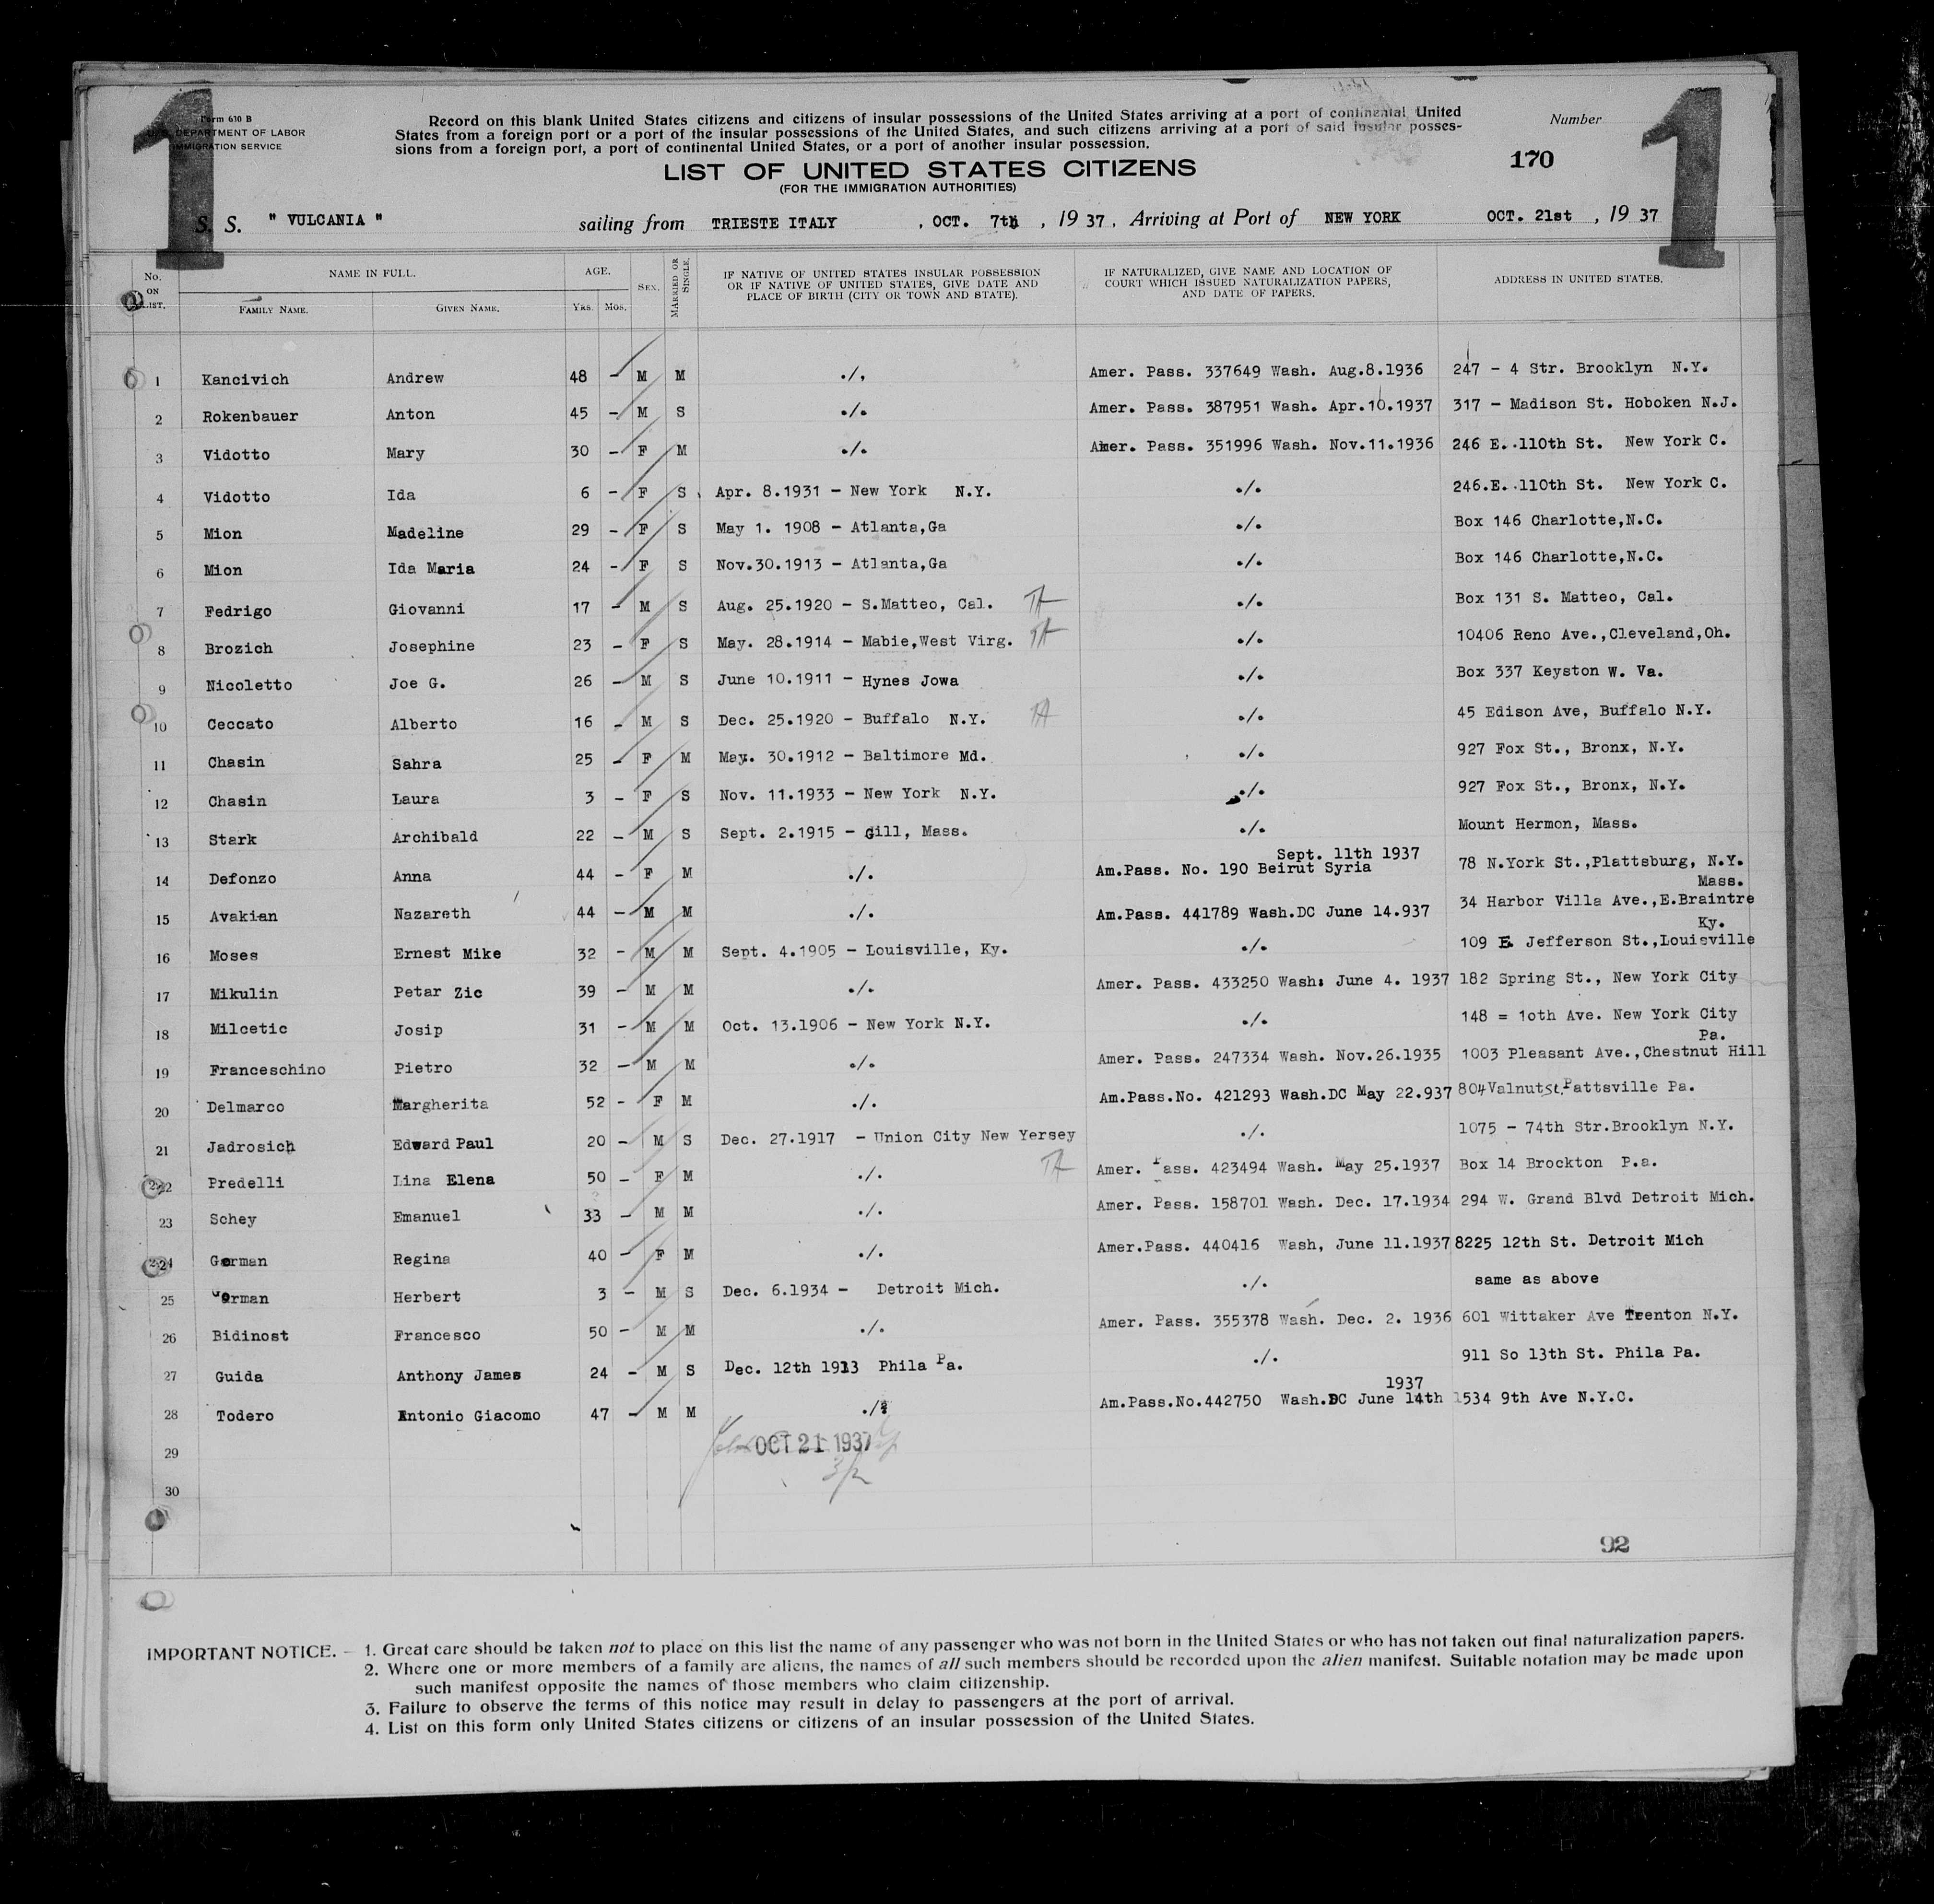 1
1
Form 610 B
U. S. DEPARTMENT OF LABOR
IMMIGRATION SERVICE
Record on this blank United States citizens and citizens of insular possessions of the United States arriving at a port of continental United
States from a foreign port or a port of the insular possessions of the United States, and such citizens arriving at a port of said insular posses-
sions from a foreign port, a port of continental United States, or a port of another insular possession.
Number
170
LIST OF UNITED STATES CITIZENS
(FOR THE IMMIGRATION AUTHORITIES)
S. S. " VULCANIA " sailing from TRIESTE ITALY , OCT. 7th , 19 37 , Arriving at Port of NEW YORK OCT. 21st , 19 37
No. ON LIST. NAME IN FULL. AGE. SEX. MARRIED OR SINGLE. IF NATIVE OF UNITED STATES INSULAR POSSESSION OR IF NATIVE OF UNITED STATES, GIVE DATE AND PLACE OF BIRTH (CITY OR TOWN AND STATE). IF NATURALIZED, GIVE NAME AND LOCATION OF COURT WHICH ISSUED NATURALIZATION PAPERS, AND DATE OF PAPERS. ADDRESS IN UNITED STATES.
FAMILY NAME. GIVEN NAME. YRS. MOS.
1 Kancivich Andrew 48 - M M ./, Amer. Pass. 337649 Wash. Aug.8.1936 247 - 4 Str. Brooklyn N.Y.
2 Rokenbauer Anton 45 - M S ./. Amer. Pass. 387951 Wash. Apr.10.1937 317 - Madison St. Hoboken N.J.
3 Vidotto Mary 30 - F M ./. Amer. Pass. 351996 Wash. Nov.11.1936 246 E..110th St. New York C.
4 Vidotto Ida 6 - F S Apr. 8.1931 - New York N.Y. ./. 246.E..110th St. New York C.
5 Mion Madeline 29 - F S May 1. 1908 - Atlanta,Ga ./. Box 146 Charlotte,N.C.
6 Mion Ida Maria 24 - F S Nov.30.1913 - Atlanta,Ga ./. Box 146 Charlotte,N.C.
7 Fedrigo Giovanni 17 - M S Aug. 25.1920 - S.Matteo, Cal. ./. Box 131 S. Matteo, Cal.
8 Brozich Josephine 23 - F S May. 28.1914 - Mabie,West Virg. ./. 10406 Reno Ave.,Cleveland,Oh.
9 Nicoletto Joe G. 26 - M S June 10.1911 - Hynes Jowa ./. Box 337 Keyston W. Va.
10 Ceccato Alberto 16 - M S Dec. 25.1920 - Buffalo N.Y. ./. 45 Edison Ave, Buffalo N.Y.
11 Chasin Sahra 25 - F M May. 30.1912 - Baltimore Md. ./. 927 Fox St., Bronx, N.Y.
12 Chasin Laura 3 - F S Nov. 11.1933 - New York N.Y. ./. 927 Fox St., Bronx, N.Y.
13 Stark Archibald 22 - M S Sept. 2.1915 - Gill, Mass. ./. Mount Hermon, Mass.
Sept. 11th 1937
14 Defonzo Anna 44 - F M ./. Am.Pass. No. 190 Beirut Syria 78 N.York St.,Plattsburg, N.Y.
Mass.
15 Avakian Nazareth 44 - M M ./. Am.Pass. 441789 Wash.DC June 14.937 34 Harbor Villa Ave.,E.Braintre
Ky.
16 Moses Ernest Mike 32 - M M Sept. 4.1905 - Louisville, Ky. ./. 109 E. Jefferson St.,Louisville
17 Mikulin Petar Zic 39 - M M ./. Amer. Pass. 433250 Wash: June 4. 1937 182 Spring St., New York City
18 Milcetic Josip 31 - M M Oct. 13.1906 - New York N.Y. ./. 148 = 10th Ave. New York City
Pa.
19 Franceschino Pietro 32 - M M ./. Amer. Pass. 247334 Wash. Nov.26.1935 1003 Pleasant Ave.,Chestnut Hill
20 Delmarco Margherita 52 - F M ./. Am.Pass.No. 421293 Wash.DC May 22.937 804 Valnutst. Pattsville Pa.
21 Jadrosich Edward Paul 20 - M S Dec. 27.1917 - Union City New Yersey ./. 1075 - 74th Str.Brooklyn N.Y.
22 Predelli Lina Elena 50 - F M ./. Amer. Pass. 423494 Wash. May 25.1937 Box 14 Brockton P.a.
23 Schey Emanuel 33 - M M ./. Amer. Pass. 158701 Wash. Dec. 17.1934 294 W. Grand Blvd Detroit Mich.
24 German Regina 40 - F M ./. Amer.Pass. 440416 Wash, June 11.1937 8225 12th St. Detroit Mich
25 German Herbert 3 - M S Dec. 6.1934 - Detroit Mich. ./. same as above
26 Bidinost Francesco 50 - M M ./. Amer. Pass. 355378 Wash. Dec. 2. 1936 601 Wittaker Ave Trenton N.Y.
27 Guida Anthony James 24 - M S Dec. 12th 1913 Phila Pa. ./. 911 So 13th St. Phila Pa.
1937
28 Todero Antonio Giacomo 47 - M M ./. Am.Pass.No.442750 Wash.DC June 14th 1534 9th Ave N.Y.C.
OCT 21 1937
29
30
92
IMPORTANT NOTICE. — 1. Great care should be taken not to place on this list the name of any passenger who was not born in the United States or who has not taken out final naturalization papers.
2. Where one or more members of a family are aliens, the names of all such members should be recorded upon the alien manifest. Suitable notation may be made upon
such manifest opposite the names of those members who claim citizenship.
3. Failure to observe the terms of this notice may result in delay to passengers at the port of arrival.
4. List on this form only United States citizens or citizens of an insular possession of the United States.